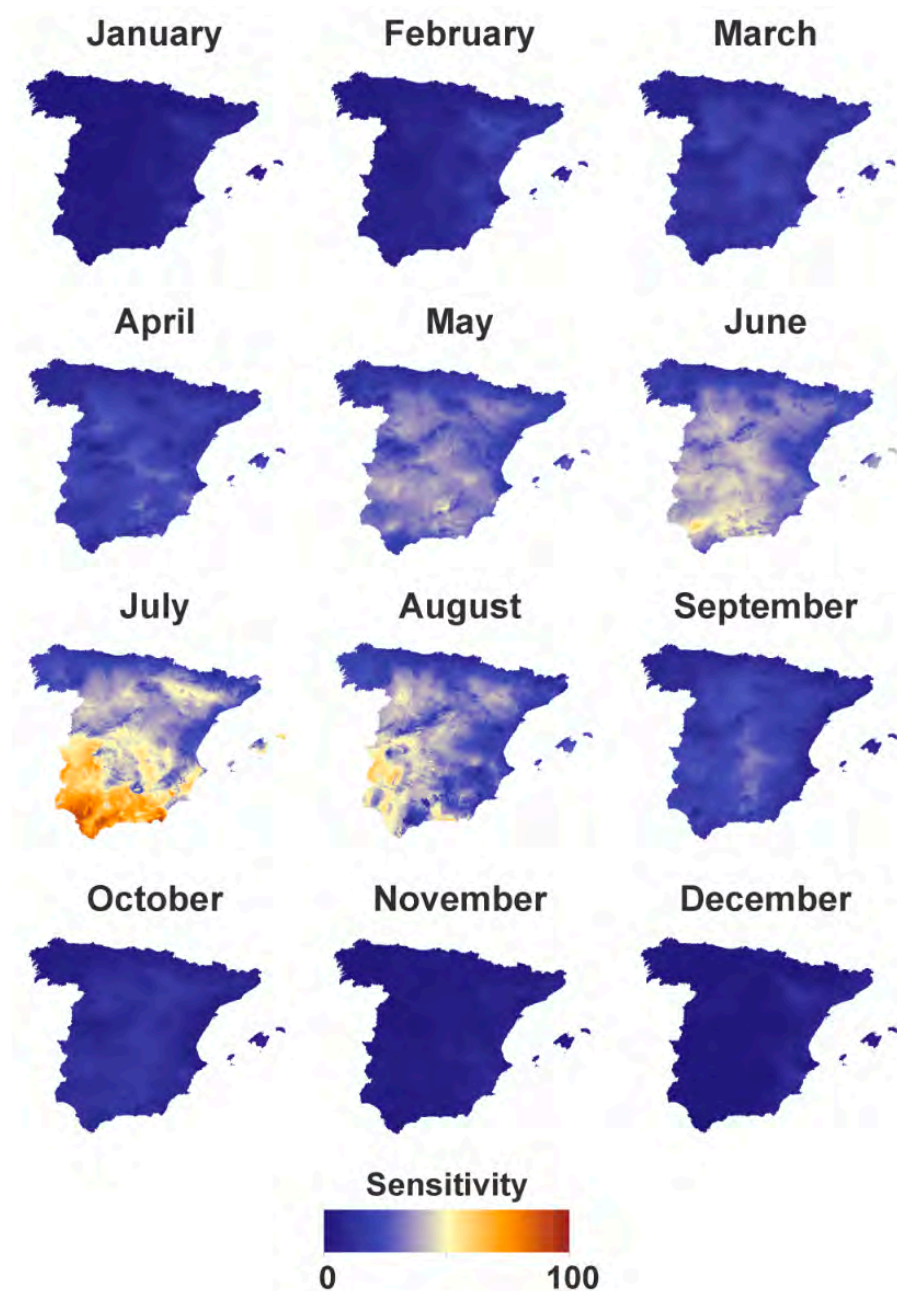 January February March
April May June
July August September
October November December
Sensitivity
0 100